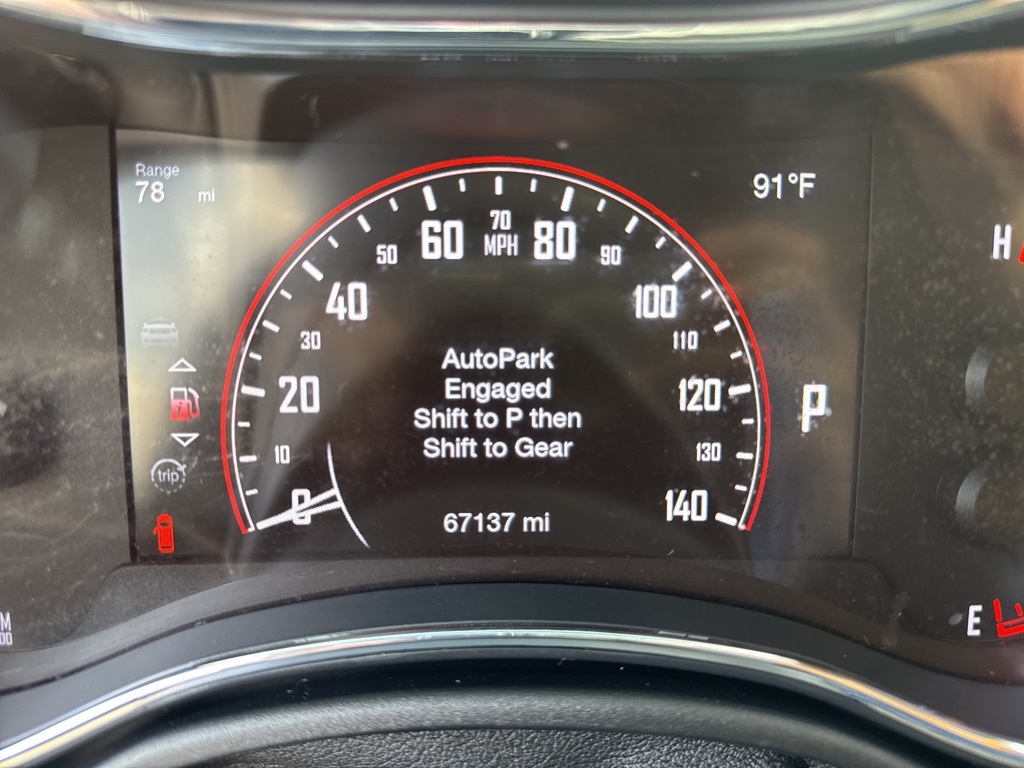 Range
78 mi
91°F
H
70
MPH
60
80
50
90
40
100
30
110
20
120
10
130
0
140
AutoPark
Engaged
Shift to P then
Shift to Gear
P
trip
67137 mi
E